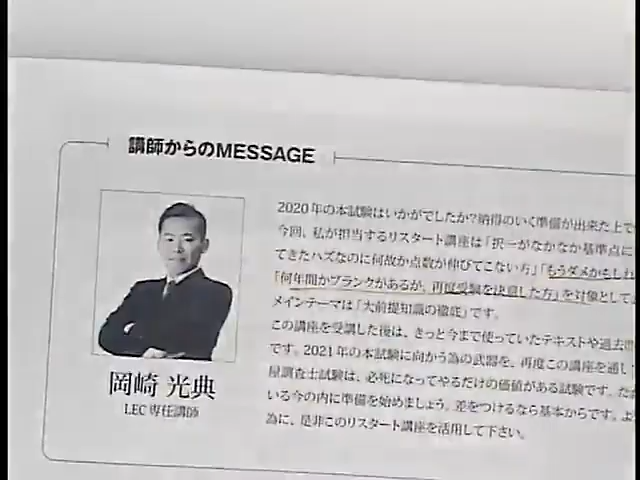 講師からのMESSAGE
2020年の本試験はいかがでしたか?納得のいく準備が出来た上で
今回、私が担当するリスタート講座は「択一がなかなか基準点に
てきたハズなのに何故か点数が伸びてこない方」「もうダメかもしれ
「何年間かブランクがあるが、再度受験を決意した方」を対象として
メインテーマは「大前提知識の徹底」です。
この講座を受講した後は、きっと今まで使っていたテキストや過去問
です。2021年の本試験に向かう為の武器を、再度この講座を通し
屋調査士試験は、必死になってやるだけの価値がある試験です。
いる今の内に準備を始めましょう。差をつけるなら基本からです。
為に、是非このリスタート講座を活用して下さい。
岡崎 光典
LEC専任講師